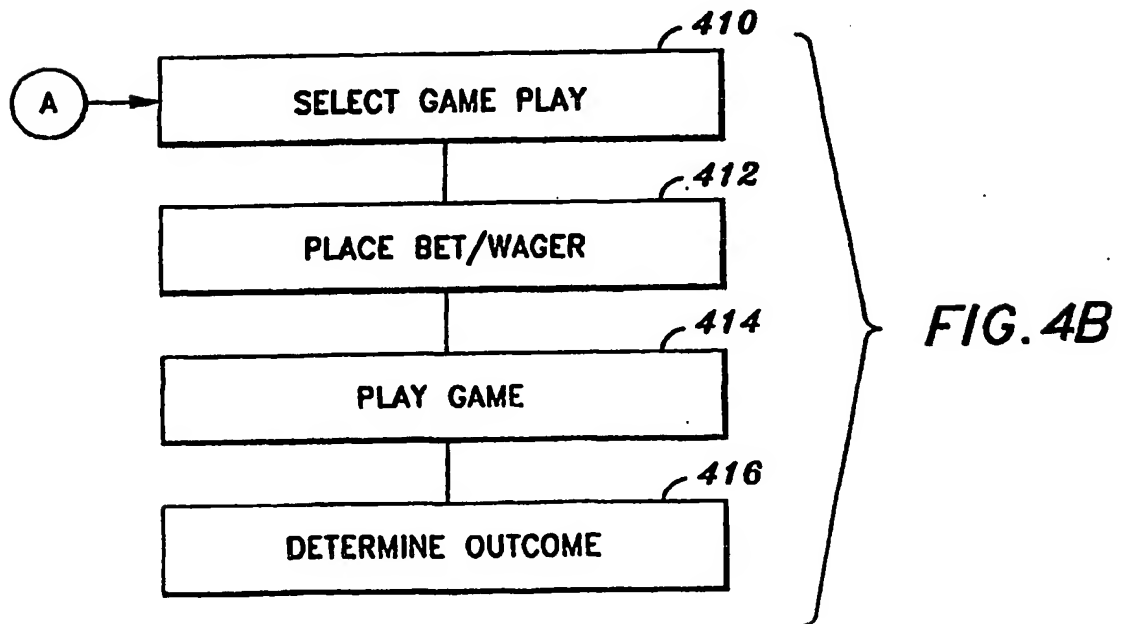 410
A
SELECT GAME PLAY
412
PLACE BET/WAGER
414
FIG. 4B
PLAY GAME
416
DETERMINE OUTCOME